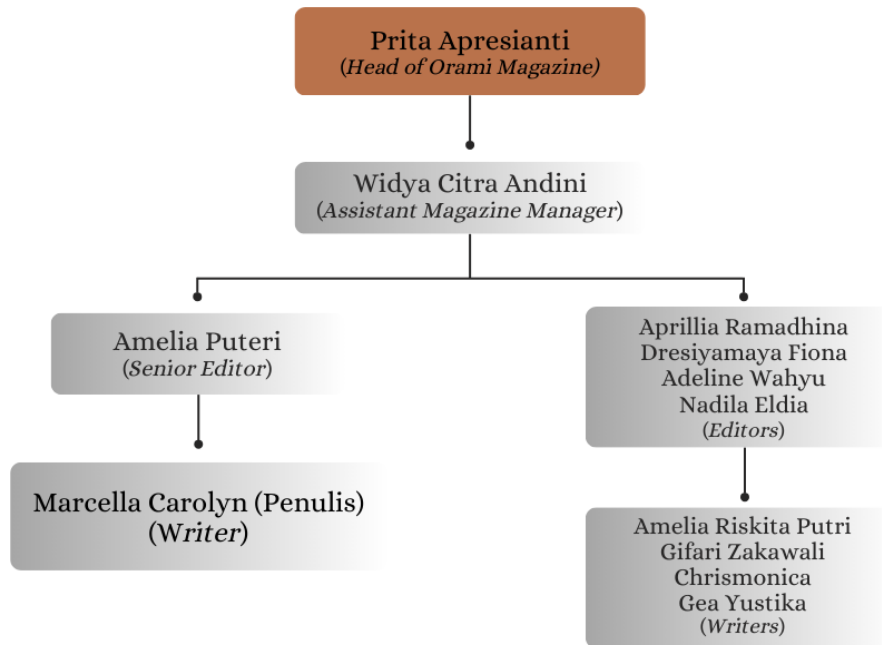 Prita Apresianti
(Head of Orami Magazine)
Widya Citra Andini
(Assistant Magazine Manager)
Amelia Puteri
(Senior Editor)
Marcella Carolyn (Penulis)
(Writer)
Aprillia Ramadhina
Dresiyamaya Fiona
Adeline Wahyu
Nadila Eldia
(Editors)
Amelia Riskita Putri
Gifari Zakawali
Chrismonica
Gea Yustika
(Writers)